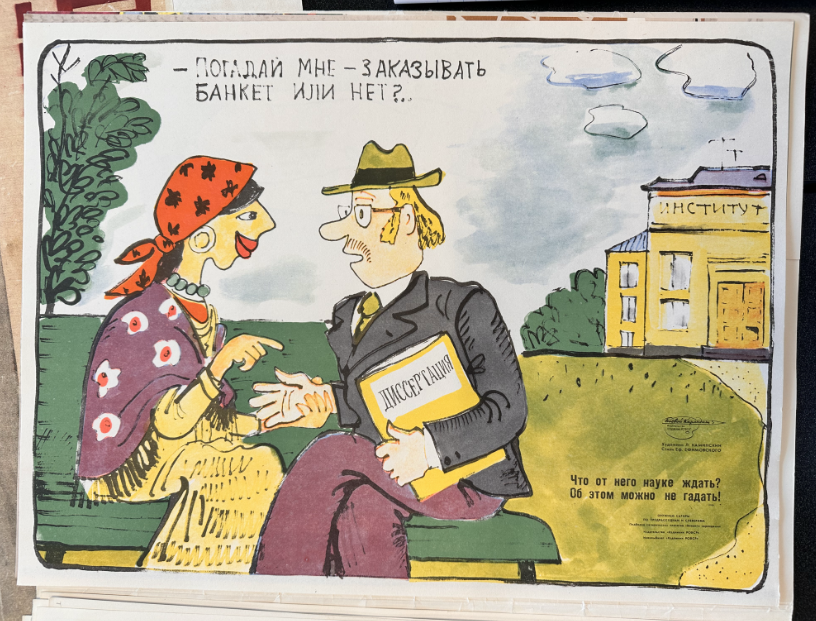 – ПОГАДАЙ МНЕ – ЗАКАЗЫВАТЬ
БАНКЕТ ИЛИ НЕТ?..
ИНСТИТУТ
ДИССЕРТАЦИЯ
Что от него науке ждать?
Об этом можно не гадать!